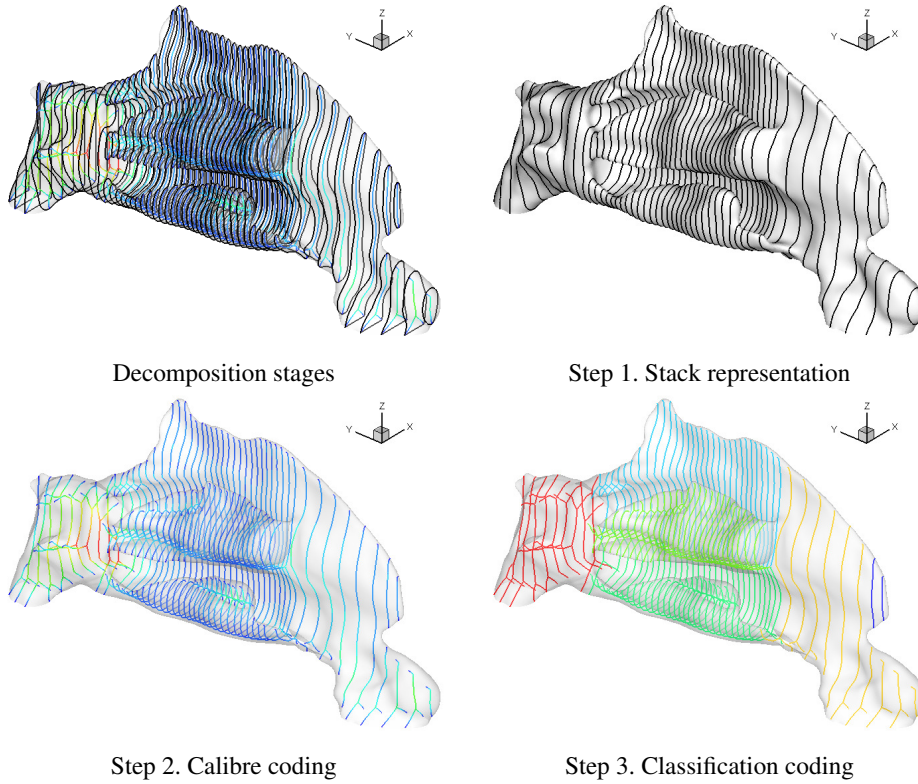 Z
Y
X
Z
Y
X
Decomposition stages
Step 1. Stack representation
Z
Y
X
Z
Y
X
Step 2. Calibre coding
Step 3. Classification coding